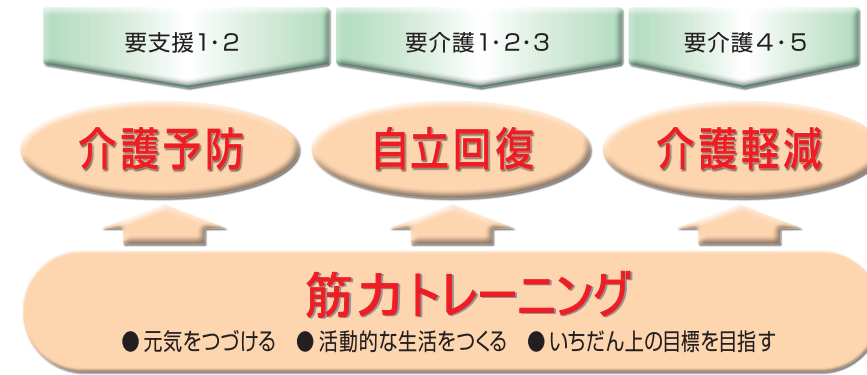 要支援1・2 要介護1・2・3 要介護4・5
介護予防 自立回復 介護軽減
筋力トレーニング
●元気をつづける ●活動的な生活をつくる ●いちだん上の目標を目指す